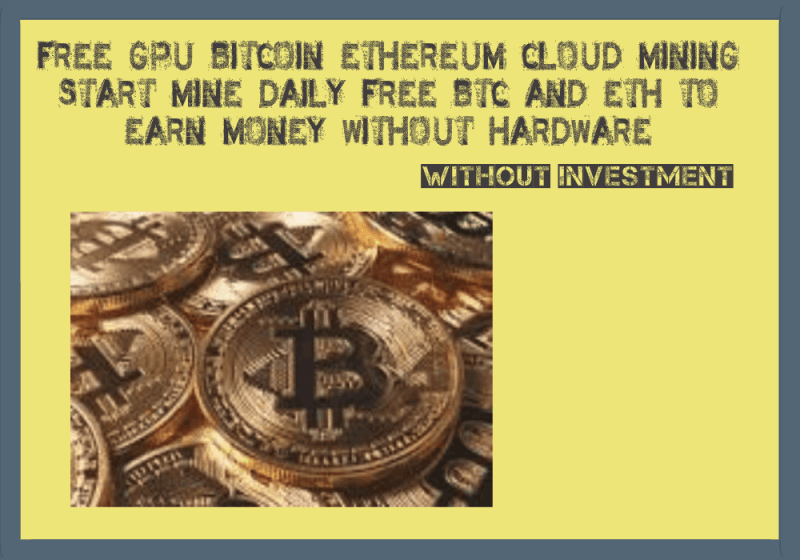 FREE GPU BITCOIN ETHEREUM CLOUD MINING
START MINE DAILY FREE BTC AND ETH TO
EARN MONEY WITHOUT HARDWARE
WITHOUT INVESTMENT